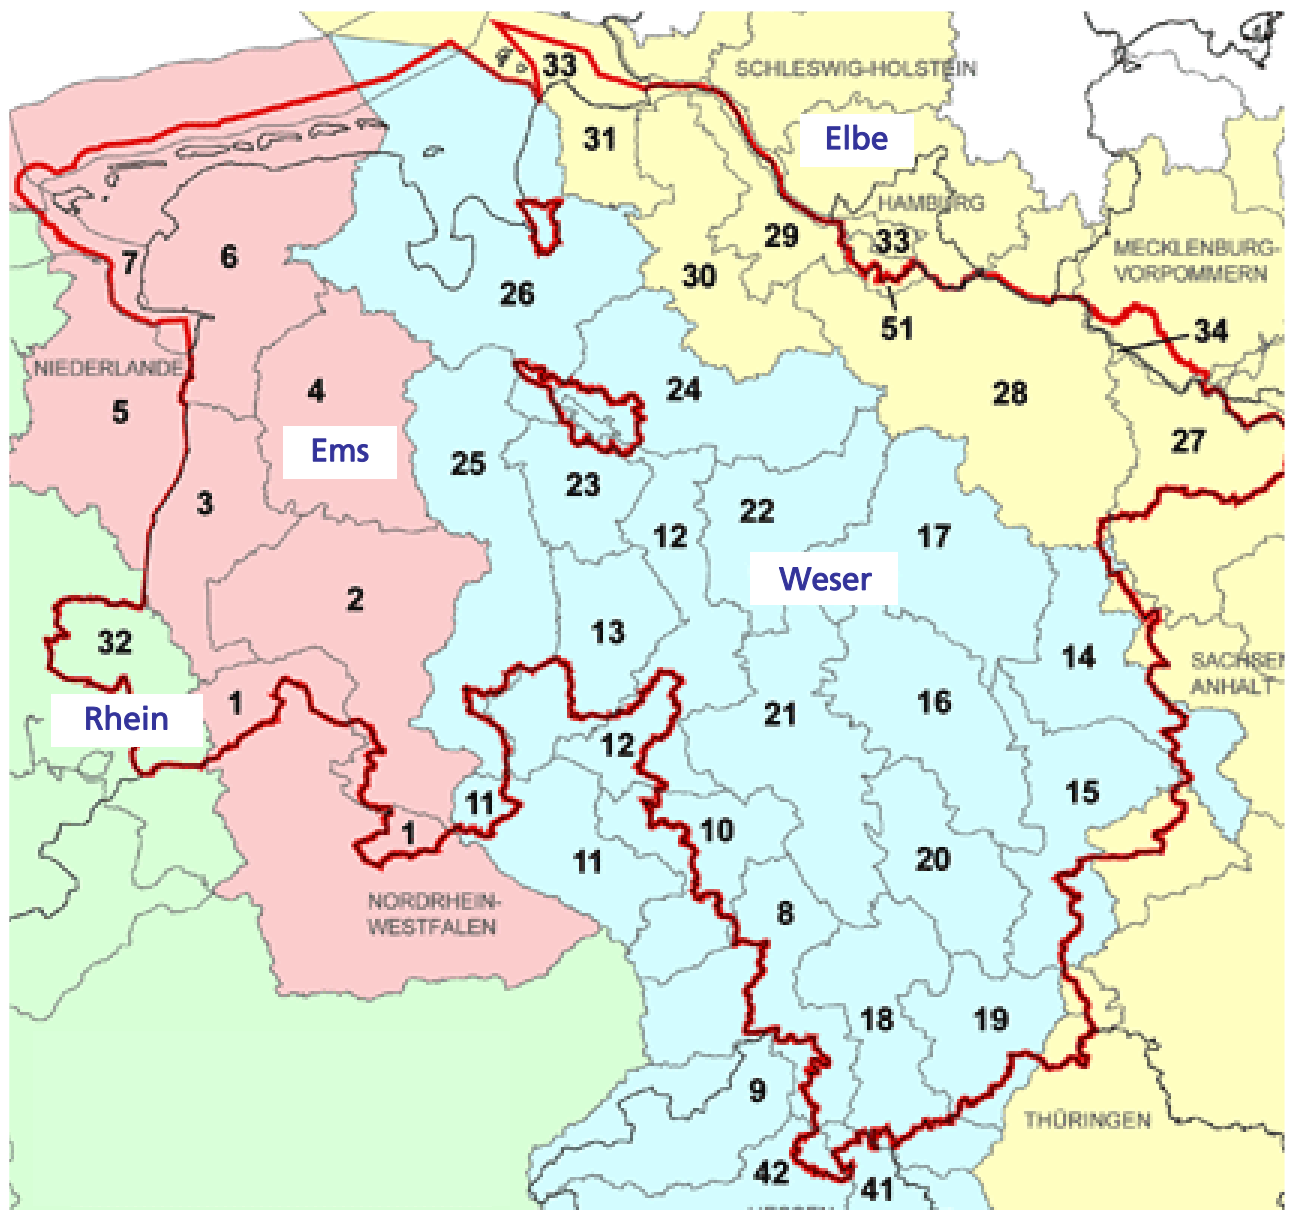 33
SCHLESWIG-HOLSTEIN
31
Elbe
HAMBURG
29
33
7
6
30
MECKLENBURG-
VORPOMMERN
26
51
34
NIEDERLANDE
4
24
28
5
Ems
25
27
3
23
22
12
17
Weser
2
13
32
14
SACHSEN
ANHALT
1
16
Rhein
21
12
15
11
1
10
11
20
NORDRHEIN-
WESTFALEN
8
18
19
9
THÜRINGEN
42
41